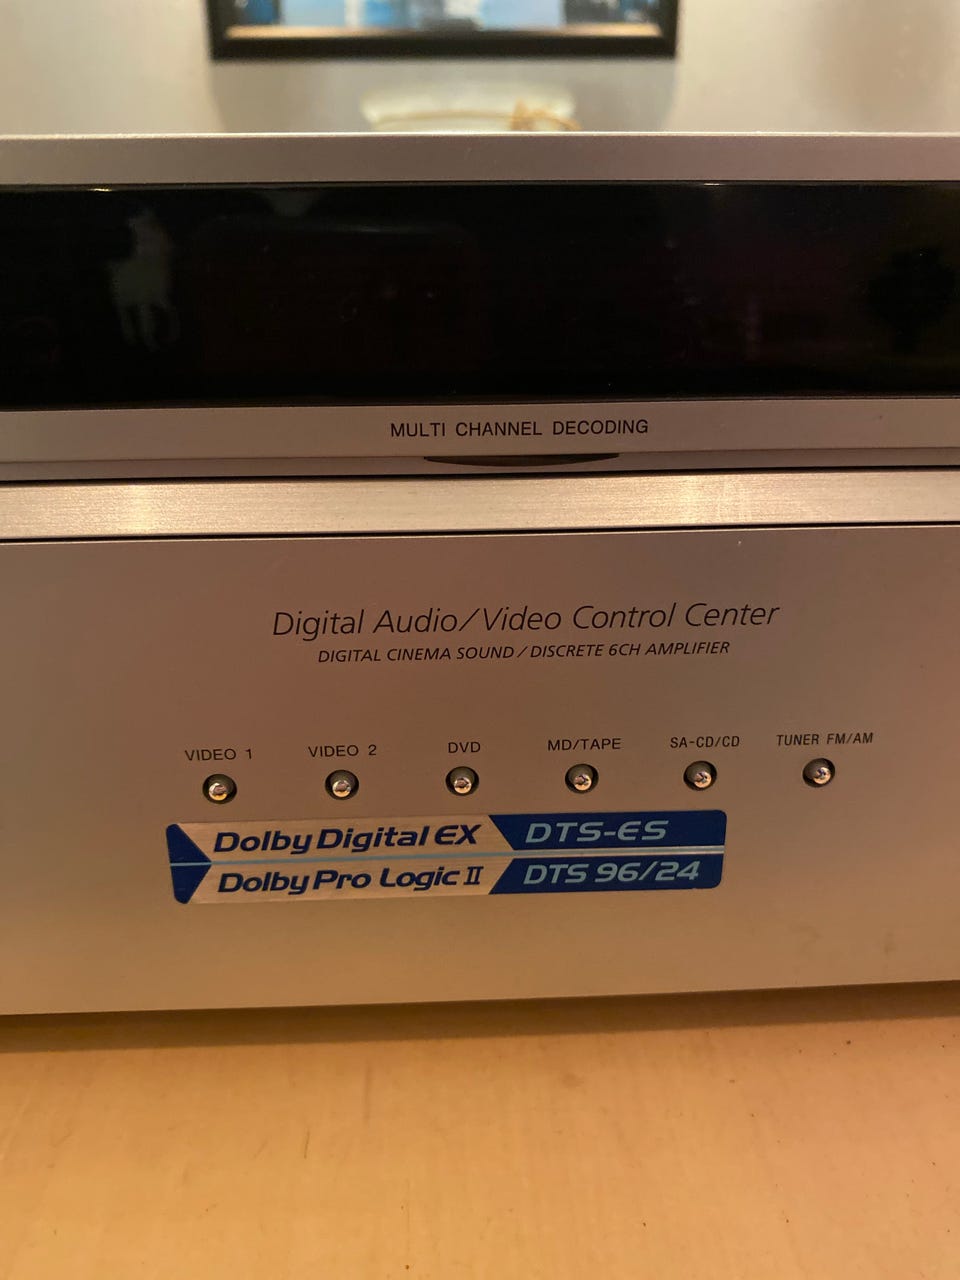 MULTI CHANNEL DECODING
Digital Audio/Video Control Center
DIGITAL CINEMA SOUND / DISCRETE 6CH AMPLIFIER
VIDEO 1 VIDEO 2 DVD MD/TAPE SA-CD/CD TUNER FM/AM
Dolby Digital EX DTS-ES
Dolby Pro Logic II DTS 96/24